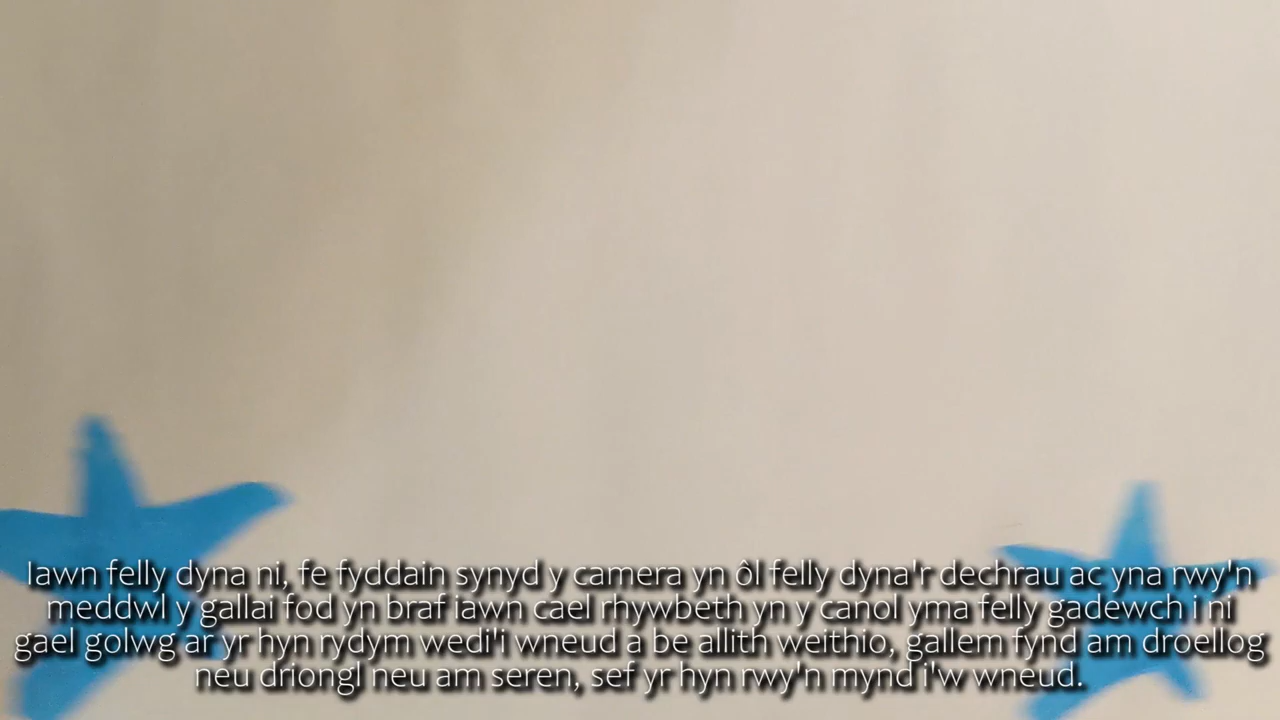 Iawn felly dyna ni, fe fyddain synyd y camera yn ôl felly dyna'r dechrau ac yna rwy'n
meddwl y gallai fod yn braf iawn cael rhywbeth yn y canol yma felly gadewch i ni
gael golwg ar yr hyn rydym wedi'i wneud a be allith weithio, gallem fynd am droellog
neu driongl neu am seren, sef yr hyn rwy'n mynd i'w wneud.